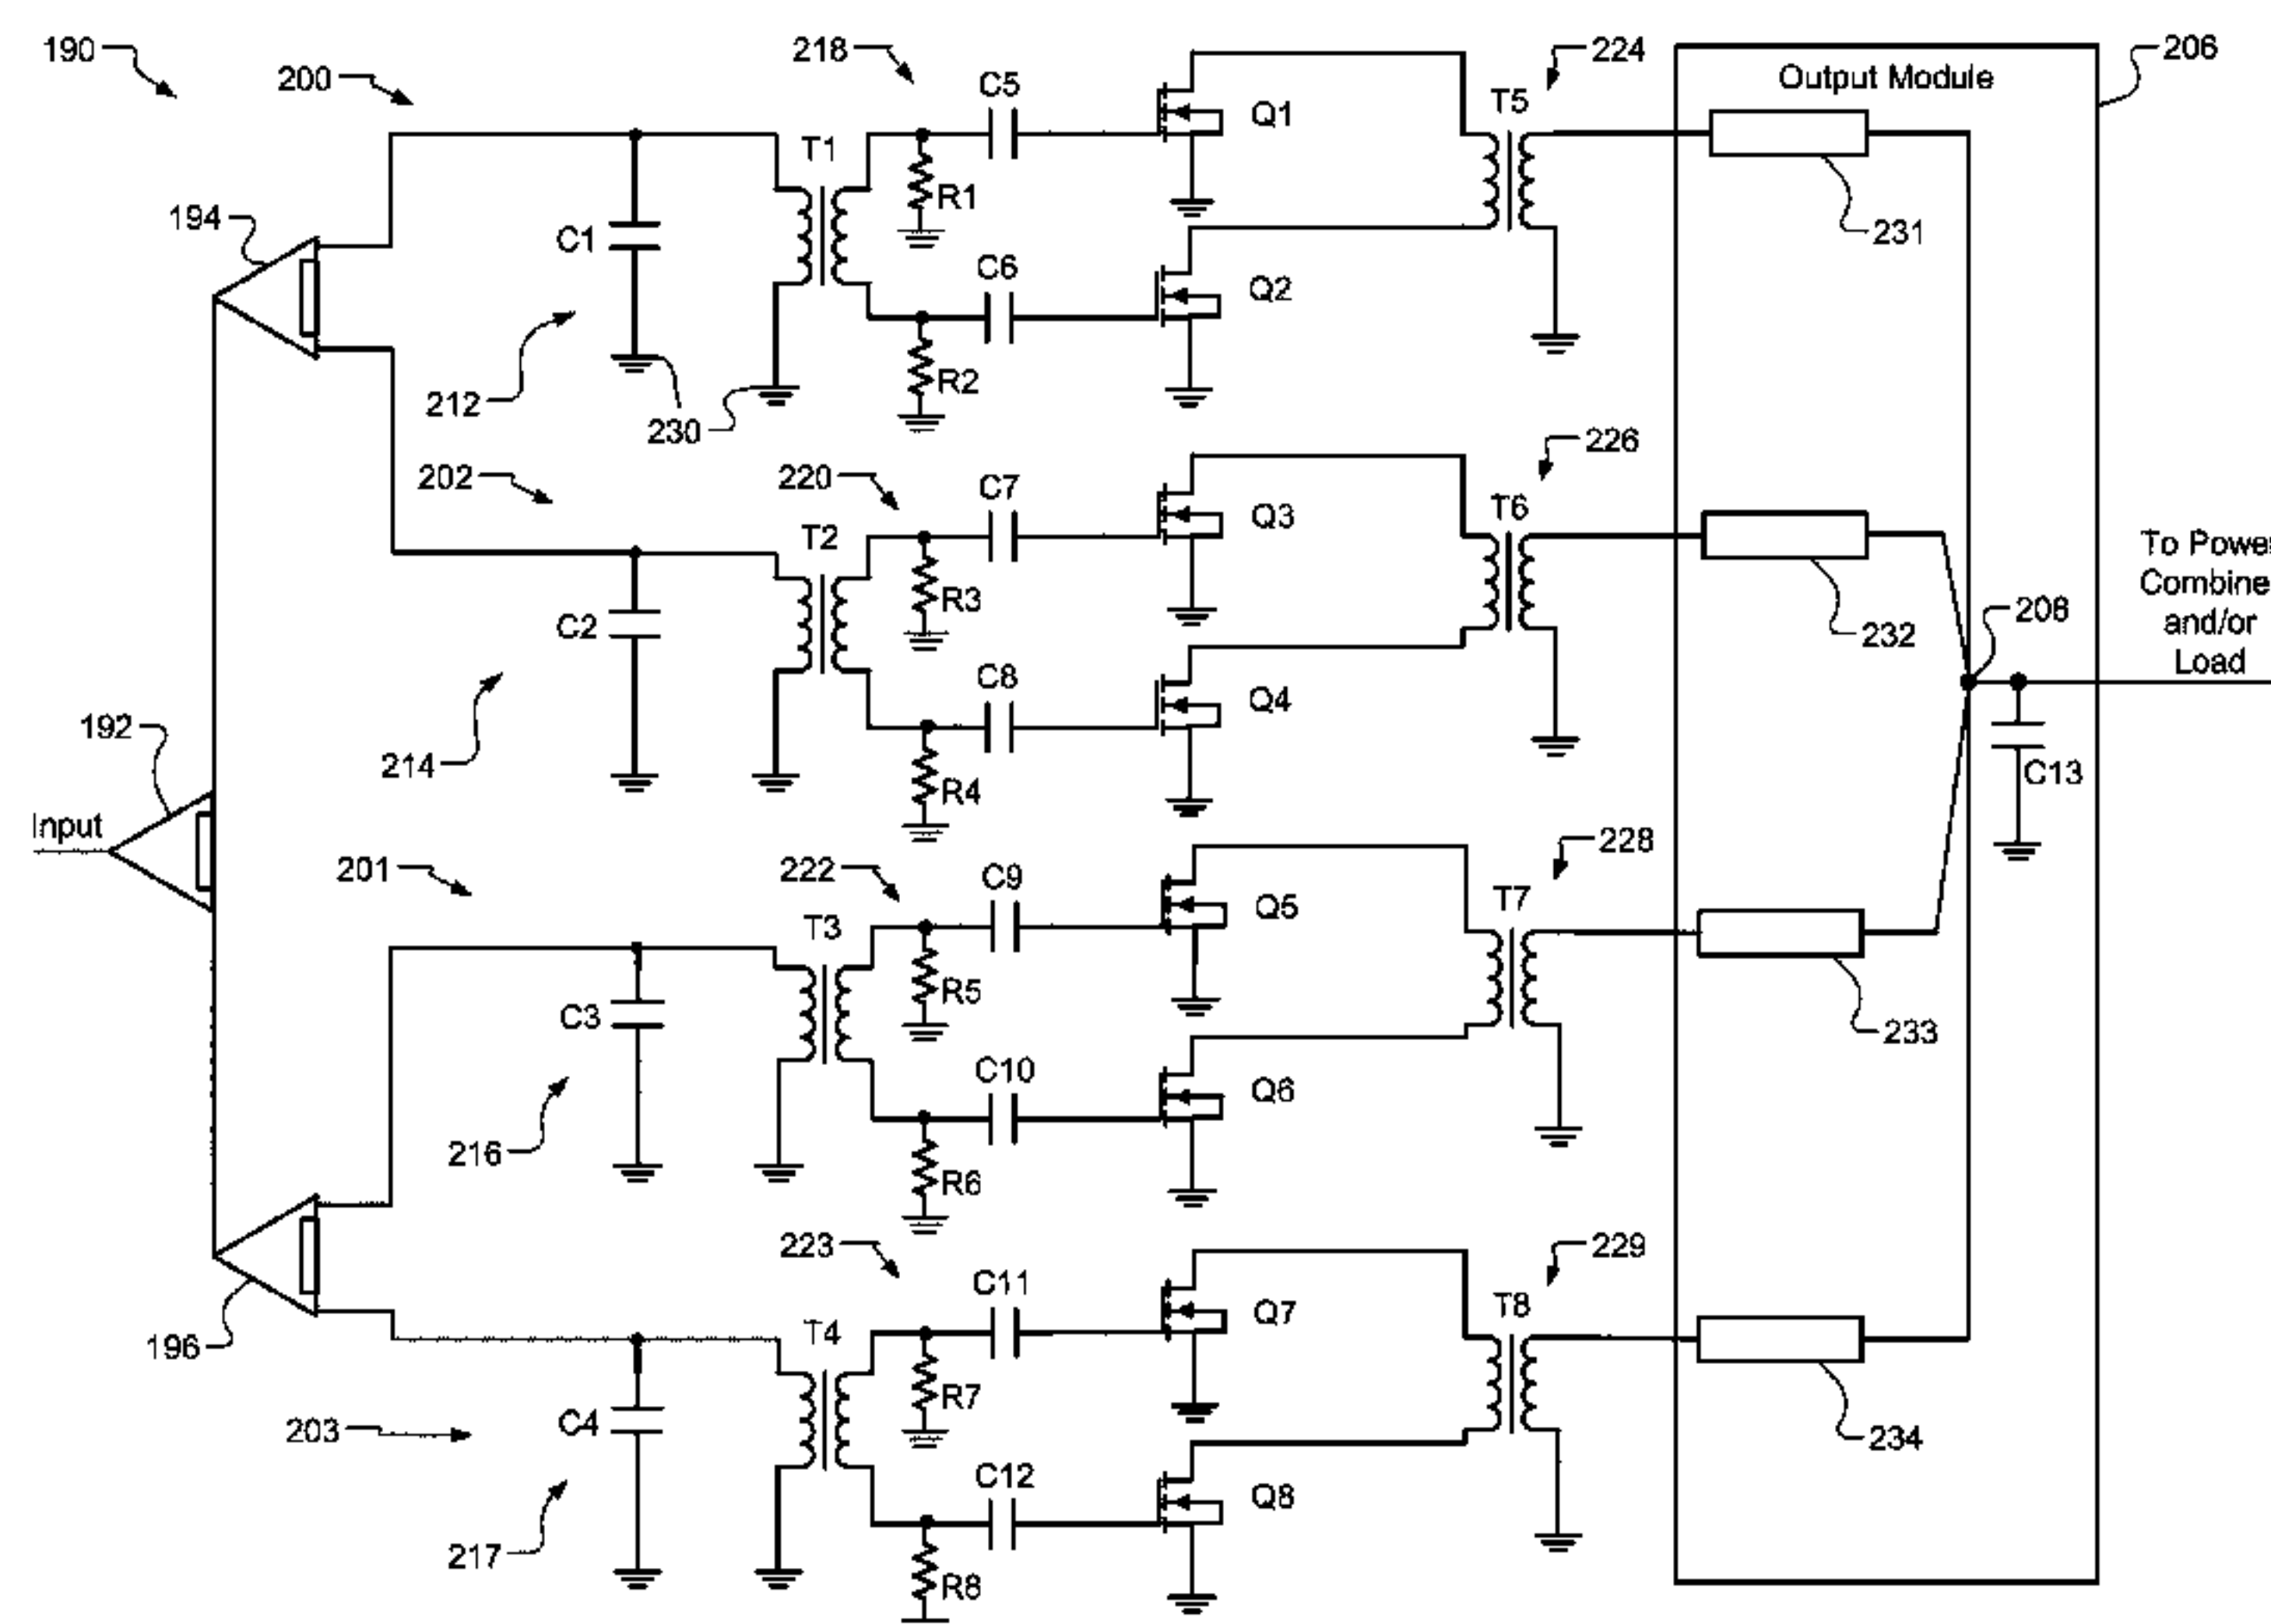 190
200
218
C5
Q1
T5
224
Output Module
206
T1
194
C1
R1
231
C6
Q2
212
230
R2
202
220
C7
Q3
226
T6
T2
C2
R3
232
208
To Power
Combine
and/or
Load
C8
Q4
192
214
R4
C13
Input
201
222
C9
Q5
228
T7
T3
C3
R5
233
C10
Q6
216
R6
223
C11
Q7
229
T8
T4
196
R7
203
C4
234
C12
Q8
217
R8